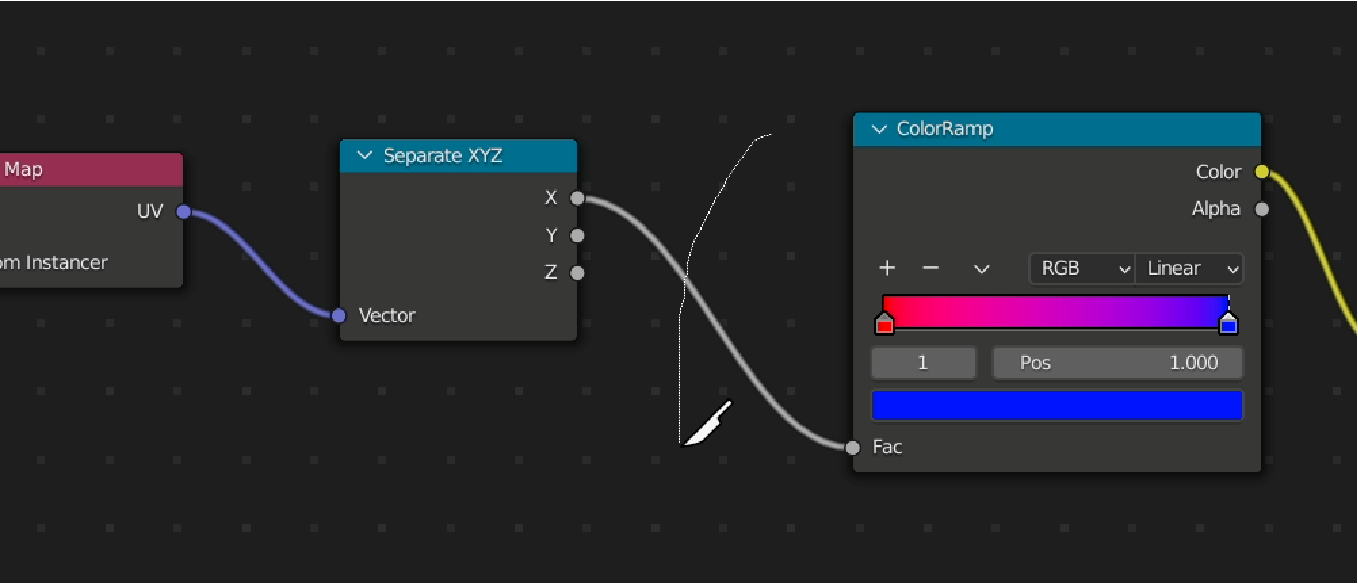 Map
UV
om Instancer
Separate XYZ
X
Y
Z
Vector
ColorRamp
Color
Alpha
RGB
Linear
1
Pos 1.000
Fac